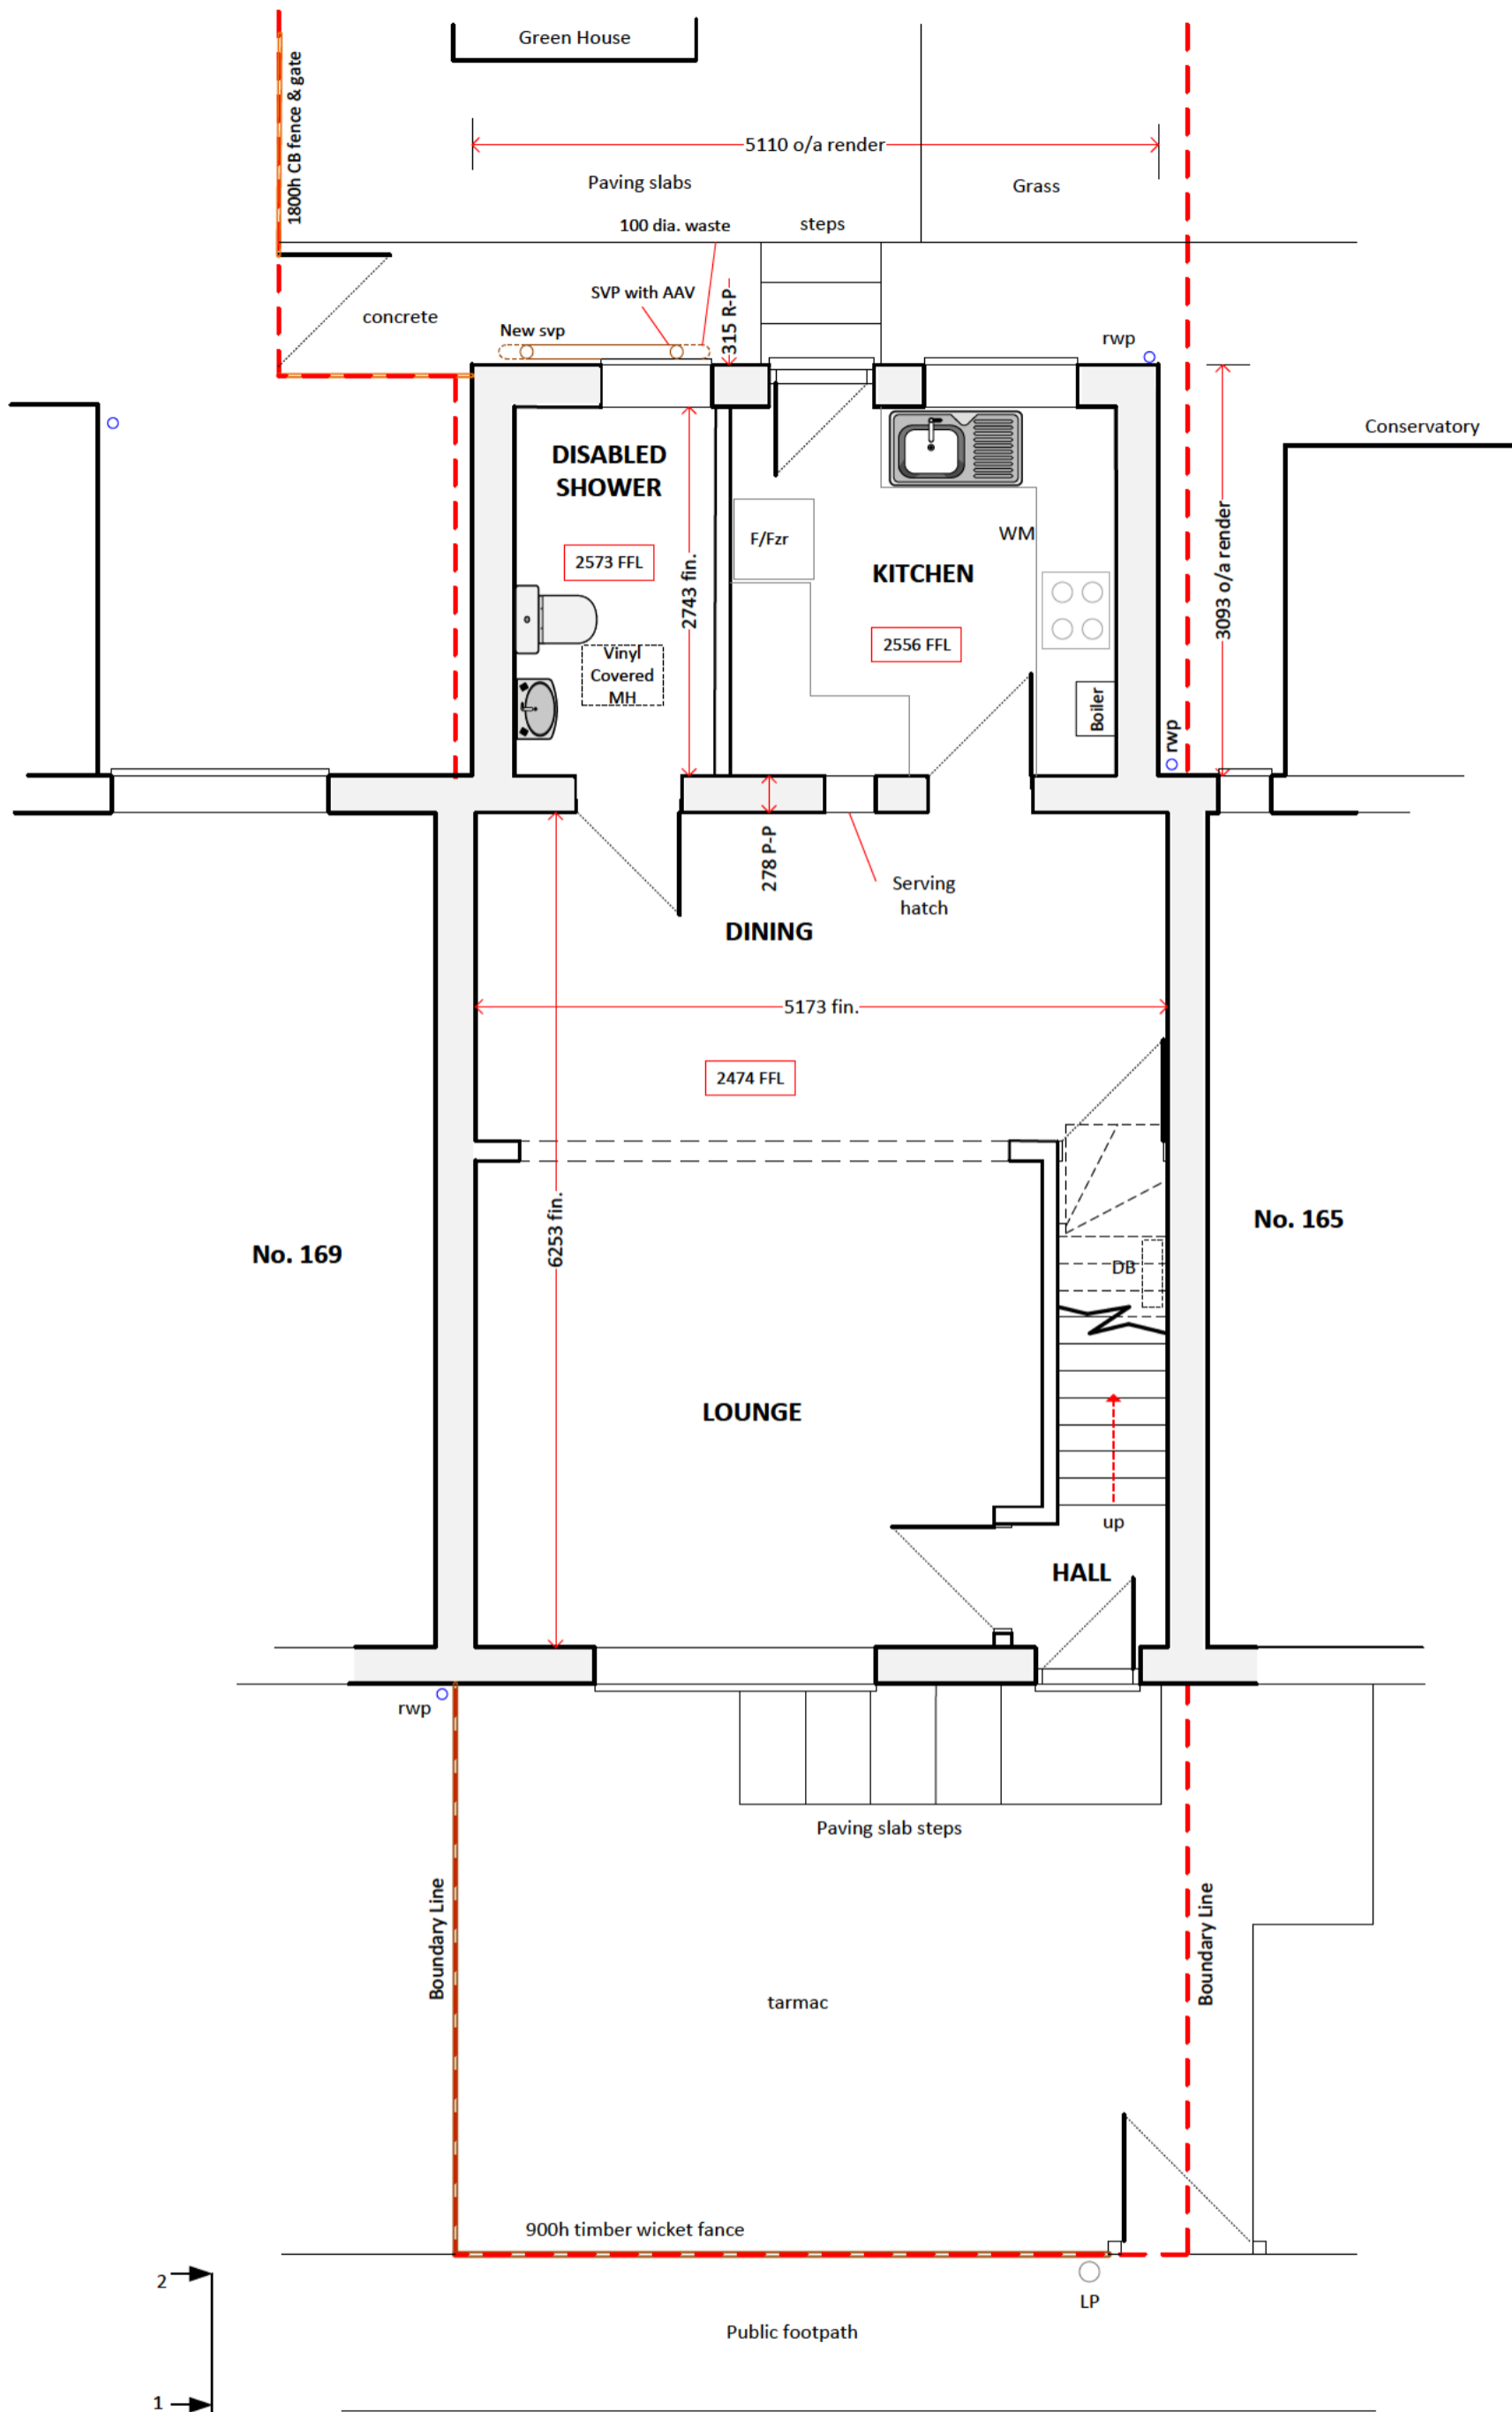 Green House
1800h CB fence & gate
5110 o/a render
Paving slabs
Grass
100 dia. waste
steps
SVP with AAV
315 R-P
concrete
New svp
rwp
Conservatory
DISABLED
SHOWER
F/Fzr
WM
2573 FFL
KITCHEN
2743 fin.
3093 o/a render
2556 FFL
Vinyl
Covered
MH
Boiler
rwp
278 P-P
Serving
hatch
DINING
5173 fin.
2474 FFL
6253 fin.
No. 169
No. 165
DB
LOUNGE
up
HALL
rwp
Paving slab steps
Boundary Line
Boundary Line
tarmac
900h timber wicket fance
2
LP
Public footpath
1